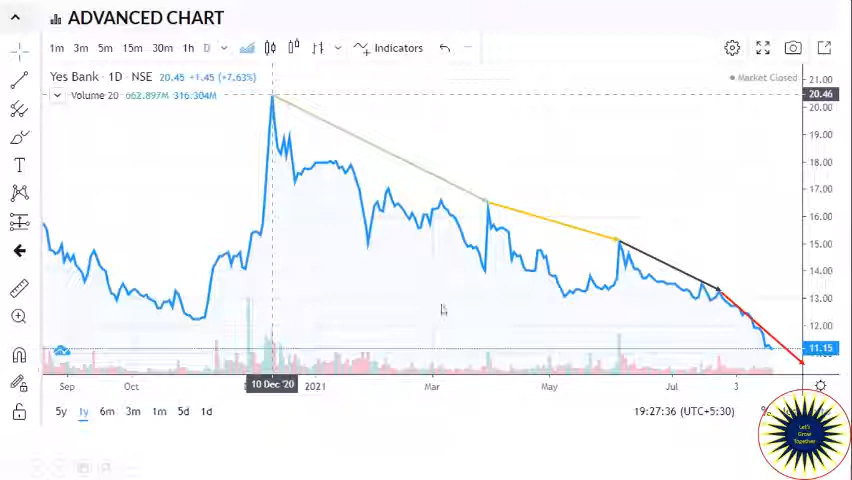 ADVANCED CHART
1m 3m 5m 15m 30m 1h D Indicators
Yes Bank · 1D · NSE 20.45 +1.45 (+7.63%)
Market Closed
Volume 20 662.897M 316.304M
21.00
20.46
20.00
19.00
18.00
17.00
16.00
15.00
14.00
13.00
12.00
11.15
Sep Oct 10 Dec '20 2021 Mar May Jul 3
5y 1y 6m 3m 1m 5d 1d 19:27:36 (UTC+5:30) %
Let's
Grow
Together